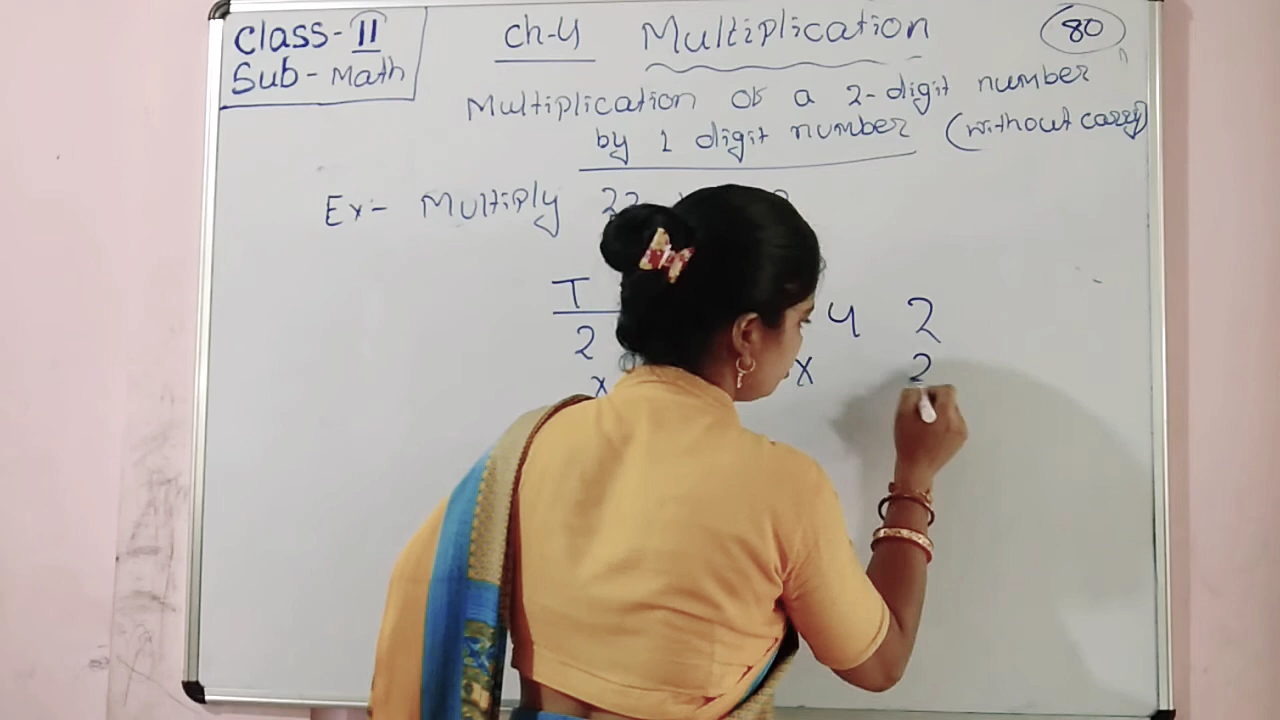 Class-II
Sub-Math
Ch-4 Multiplication 80
Multiplication of a 2-digit number
by 1 digit number (without carry)
Ex- Multiply
T 4 2
2 x 2
x